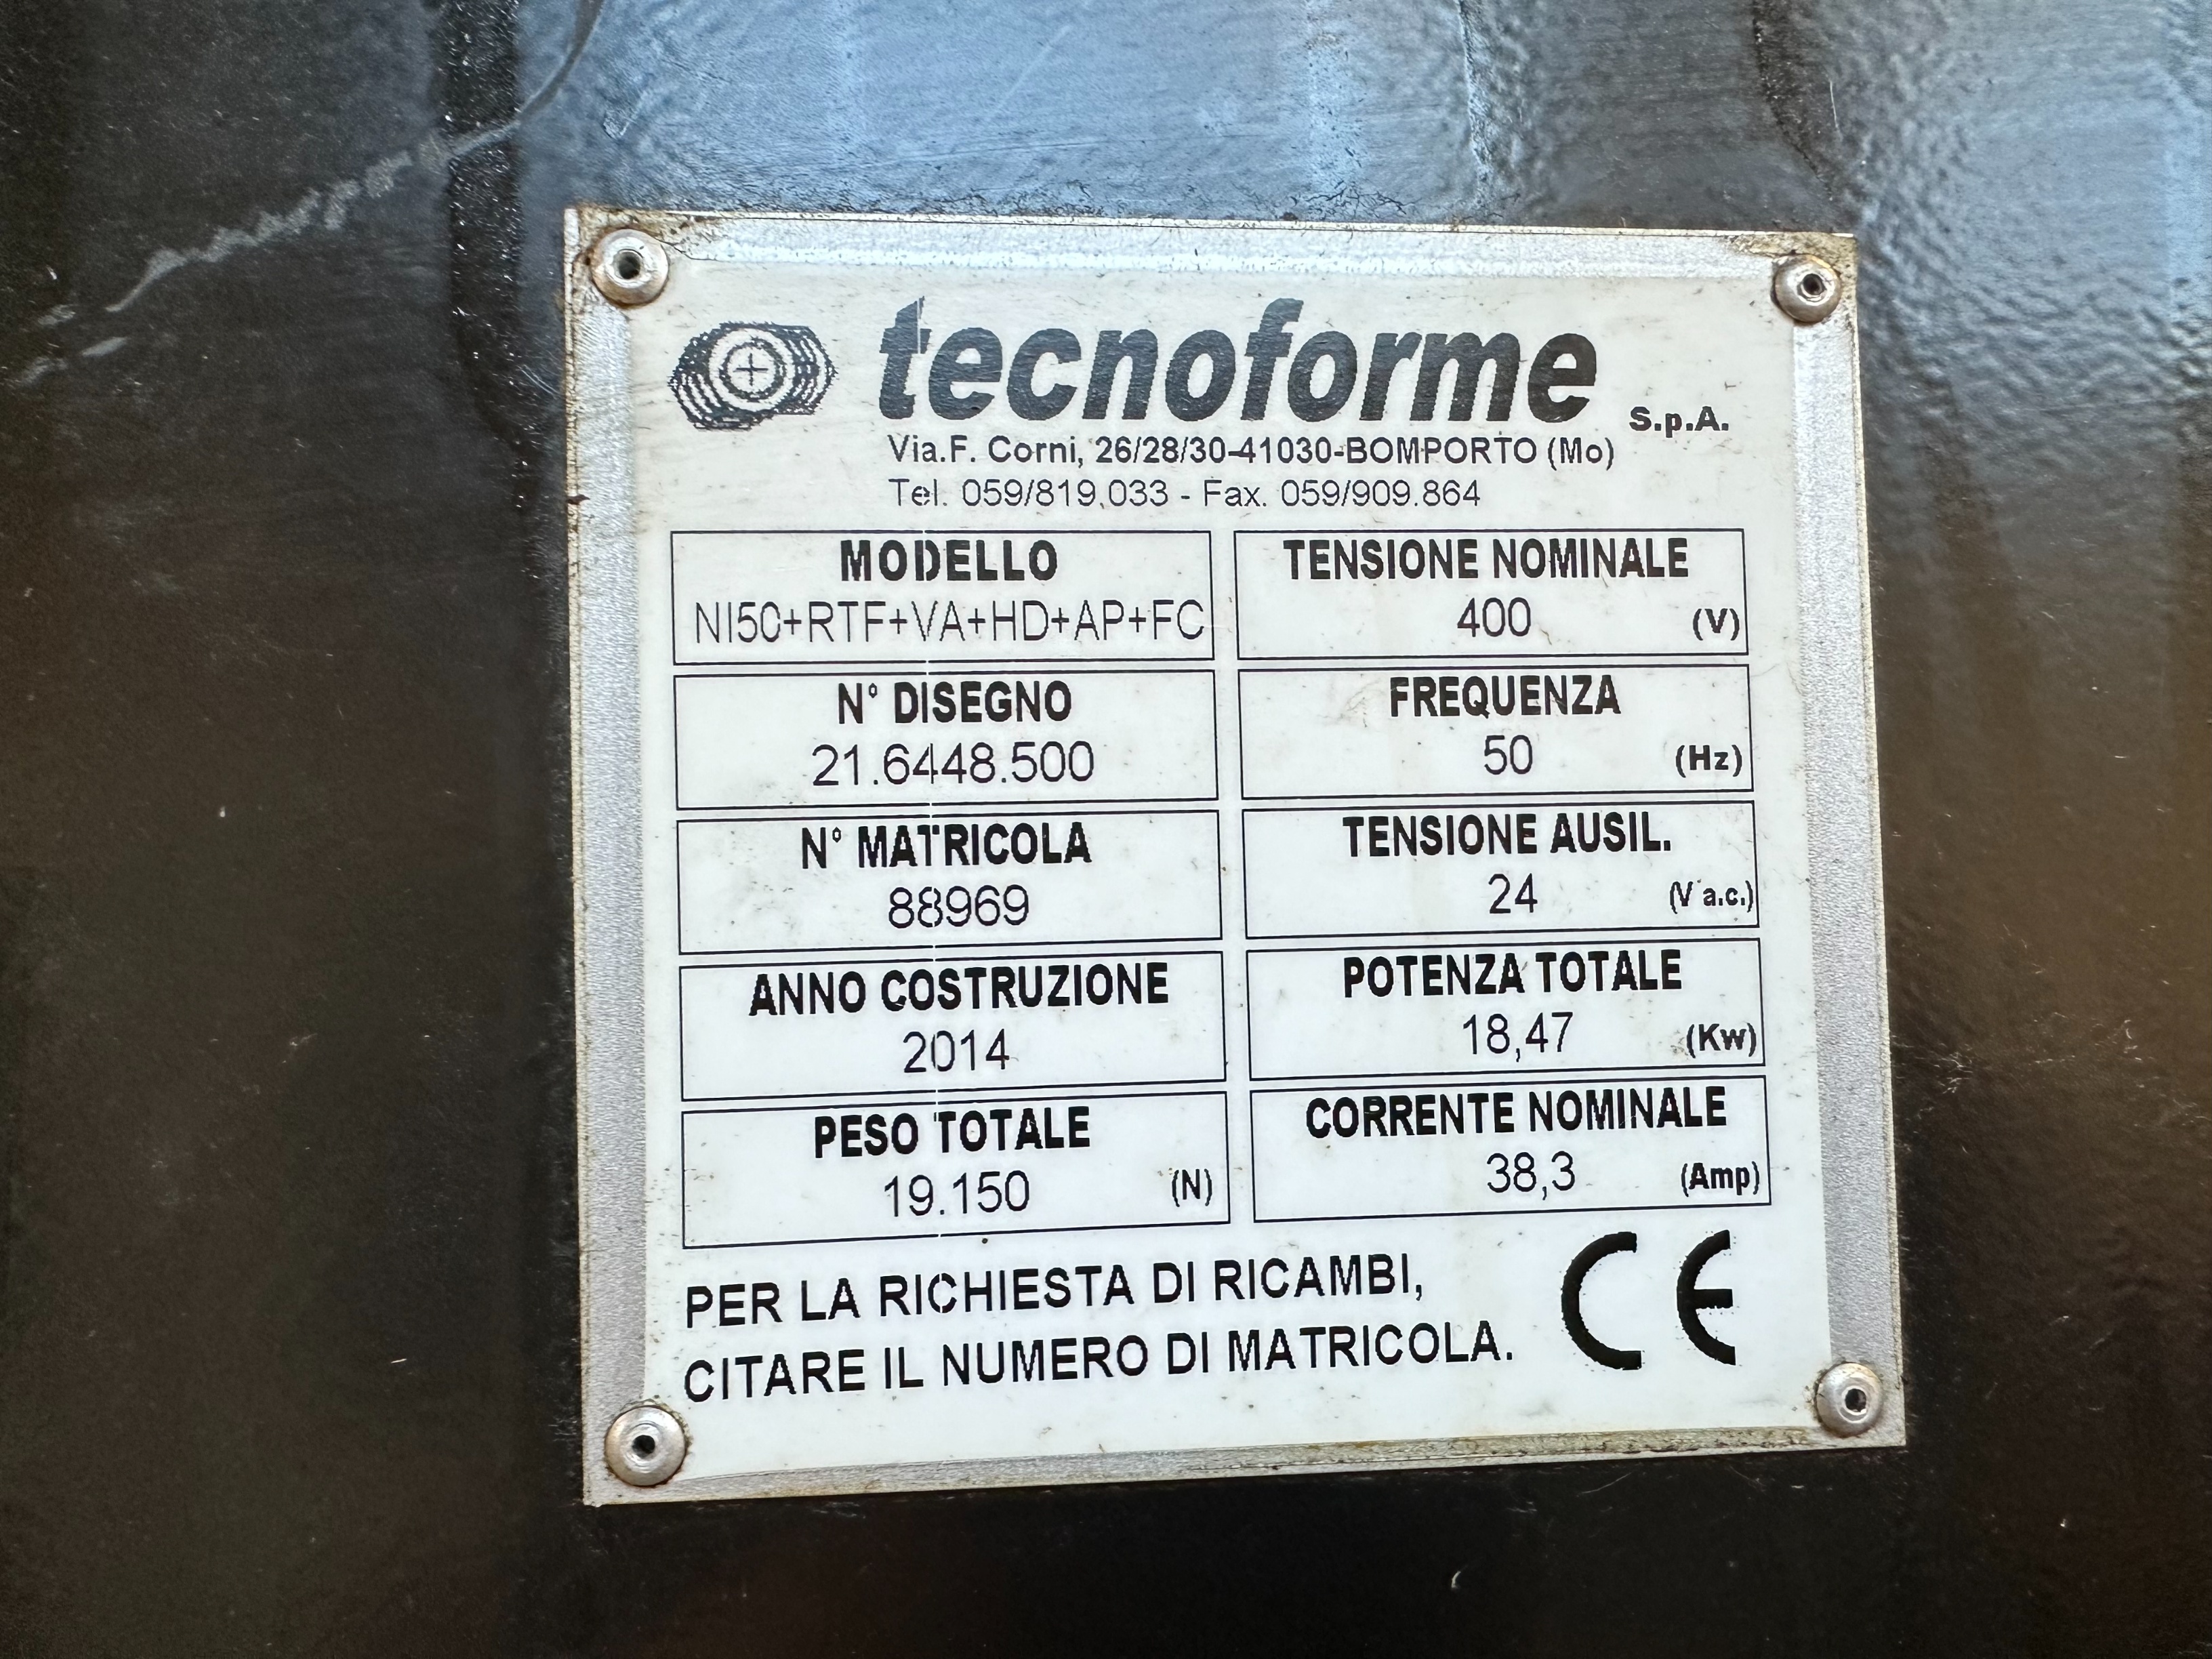 tecnoforme S.p.A.
Via.F. Corni, 26/28/30-41030-BOMPORTO (Mo)
Tel. 059/819.033 - Fax. 059/909.864
MODELLO
NI50+RTF+VA+HD+AP+FC
TENSIONE NOMINALE
400 (V)
N° DISEGNO
21.6448.500
FREQUENZA
50 (Hz)
N° MATRICOLA
88969
TENSIONE AUSIL.
24 (V a.c.)
ANNO COSTRUZIONE
2014
POTENZA TOTALE
18,47 (Kw)
PESO TOTALE
19.150 (N)
CORRENTE NOMINALE
38,3 (Amp)
PER LA RICHIESTA DI RICAMBI,
CITARE IL NUMERO DI MATRICOLA.
CE